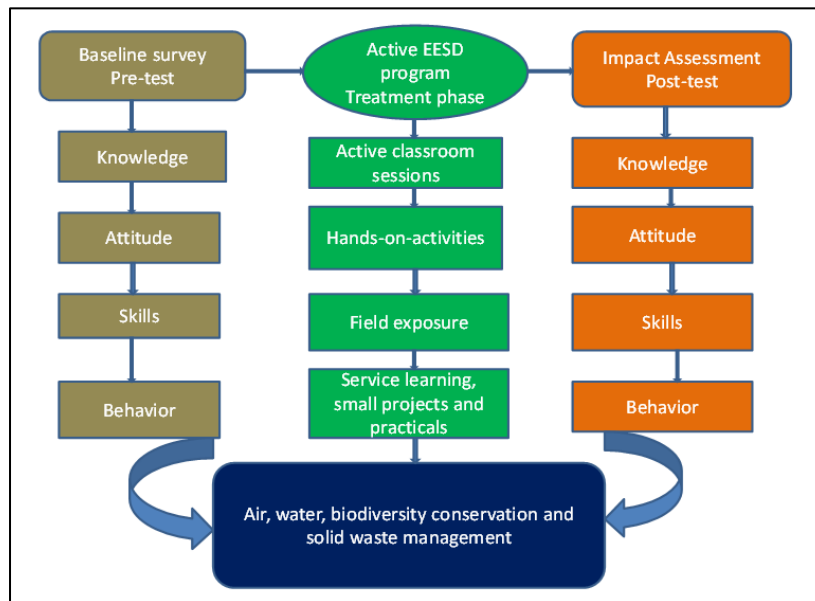 Baseline survey
Pre-test
Active EESD
program
Treatment phase
Impact Assessment
Post-test
Knowledge
Active classroom
sessions
Knowledge
Attitude
Hands-on-activities
Attitude
Skills
Field exposure
Skills
Behavior
Service learning,
small projects and
practicals
Behavior
Air, water, biodiversity conservation and
solid waste management